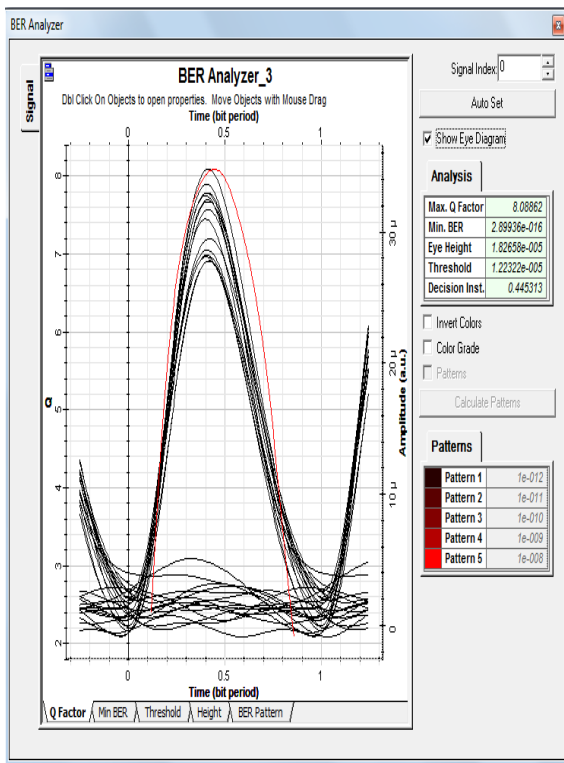 BER Analyzer
Signal
BER Analyzer_3
Dbl Click On Objects to open properties. Move Objects with Mouse Drag
Time (bit period)
0 0.5 1
8
7
6
5
4
3
2
Q
30 µ
20 µ
10 µ
0
Amplitude (a.u.)
0 0.5 1
Time (bit period)
Q Factor Min BER Threshold Height BER Pattern
Signal Index: 0
Auto Set
Show Eye Diagram
Analysis
Max. Q Factor 8.08862
Min. BER 2.89936e-016
Eye Height 1.82658e-005
Threshold 1.22322e-005
Decision Inst. 0.445313
Invert Colors
Color Grade
Patterns
Calculate Patterns
Patterns
Pattern 1 1e-012
Pattern 2 1e-011
Pattern 3 1e-010
Pattern 4 1e-009
Pattern 5 1e-008